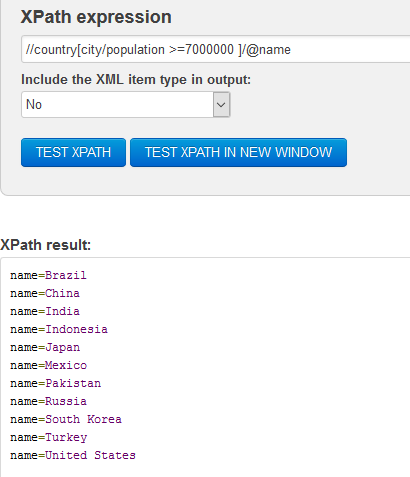 XPath expression
//country[city/population >=7000000 ]/@name
Include the XML item type in output:
No
TEST XPATH TEST XPATH IN NEW WINDOW
XPath result:
name=Brazil
name=China
name=India
name=Indonesia
name=Japan
name=Mexico
name=Pakistan
name=Russia
name=South Korea
name=Turkey
name=United States